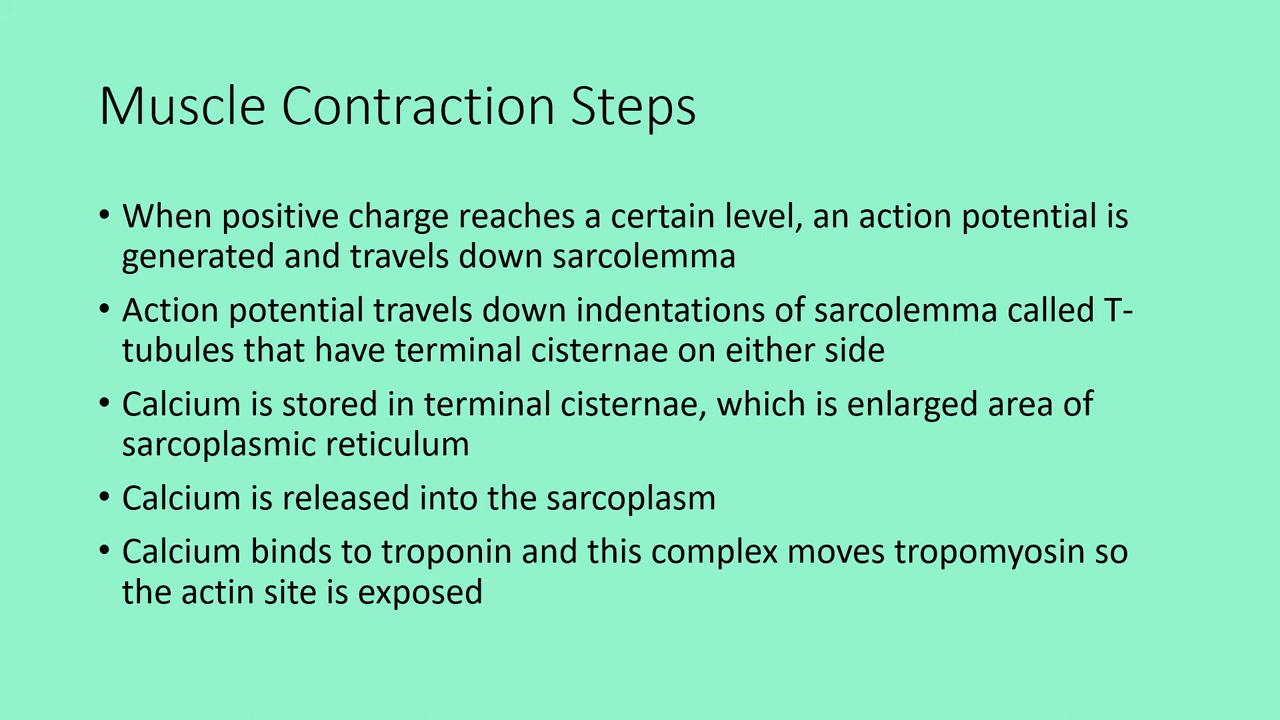 Muscle Contraction Steps
• When positive charge reaches a certain level, an action potential is
generated and travels down sarcolemma
• Action potential travels down indentations of sarcolemma called T-
tubules that have terminal cisternae on either side
• Calcium is stored in terminal cisternae, which is enlarged area of
sarcoplasmic reticulum
• Calcium is released into the sarcoplasm
• Calcium binds to troponin and this complex moves tropomyosin so
the actin site is exposed